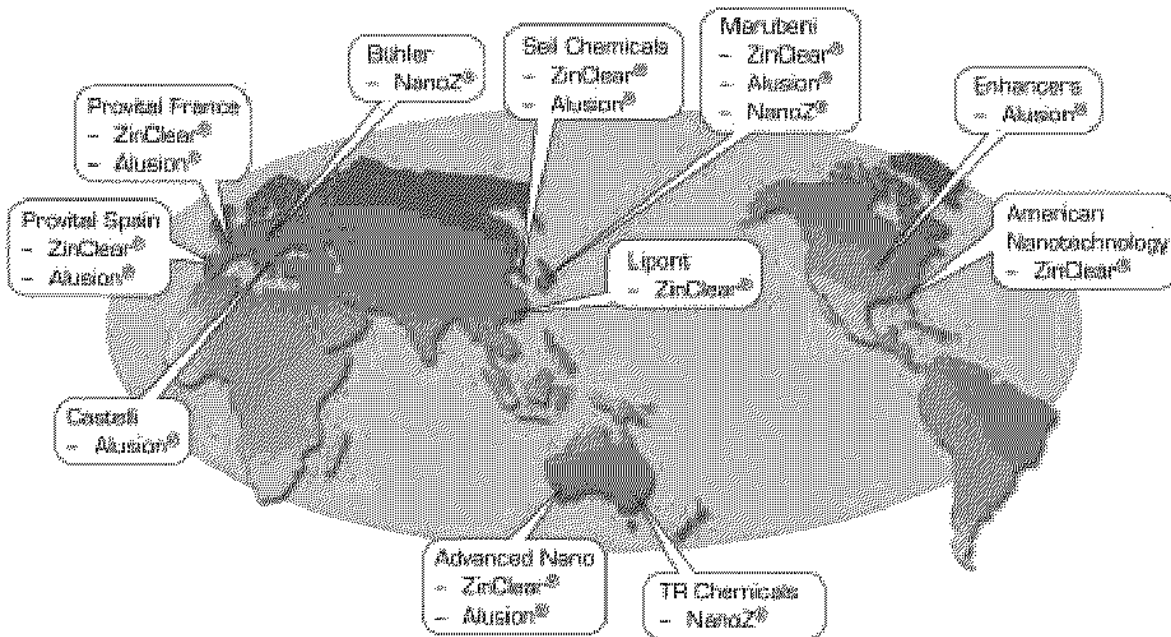 Bühler
- NanoZ®
Seil Chemicals
- ZinClear®
- Alusion®
Marubeni
- ZinClear®
- Alusion®
- NanoZ®
Enhancers
- Alusion®
Provital France
- ZinClear®
- Alusion®
Provital Spain
- ZinClear®
- Alusion®
American
Nanotechnology
- ZinClear®
Lipont
- ZinClear®
Castelli
- Alusion®
Advanced Nano
- ZinClear®
- Alusion®
TR Chemicals
- NanoZ®